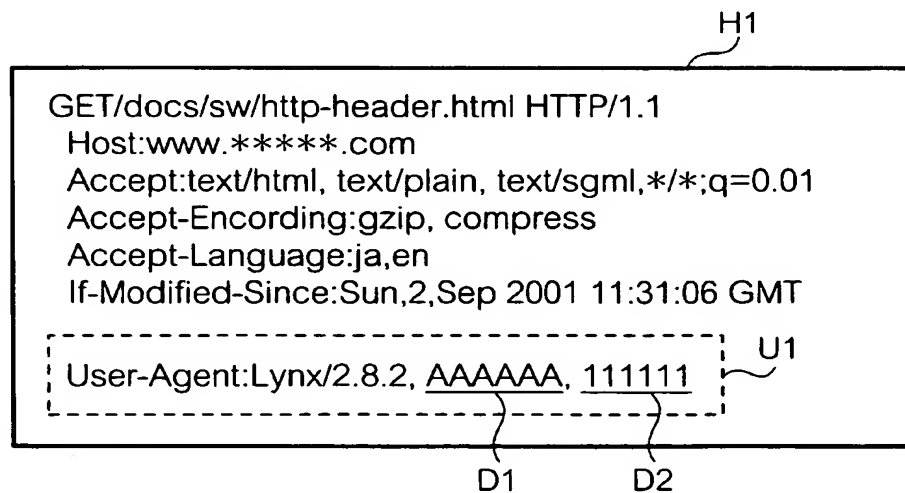 H1
GET/docs/sw/http-header.html HTTP/1.1
Host:www.*****.com
Accept:text/html, text/plain, text/sgml,*/*;q=0.01
Accept-Encording:gzip, compress
Accept-Language:ja,en
If-Modified-Since:Sun,2,Sep 2001 11:31:06 GMT
User-Agent:Lynx/2.8.2, AAAAAA, 111111
U1
D1 D2